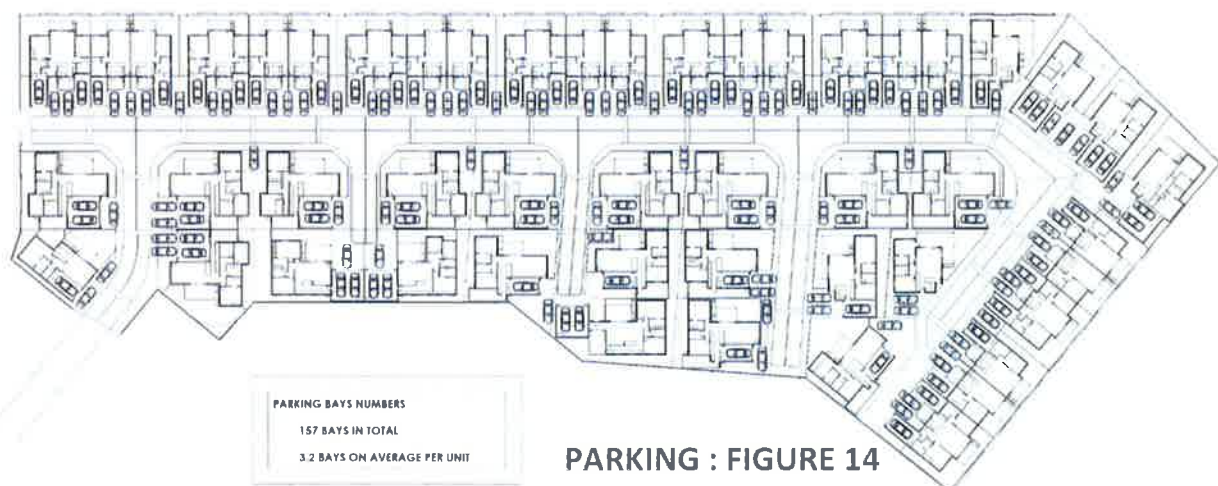 PARKING BAYS NUMBERS
157 BAYS IN TOTAL
3.2 BAYS ON AVERAGE PER UNIT
PARKING : FIGURE 14